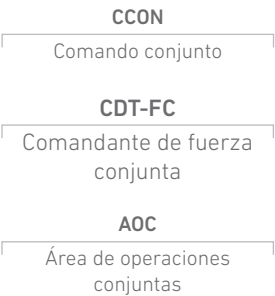 CCON
Comando conjunto
CDT-FC
Comandante de fuerza
conjunta
AOC
Área de operaciones
conjuntas